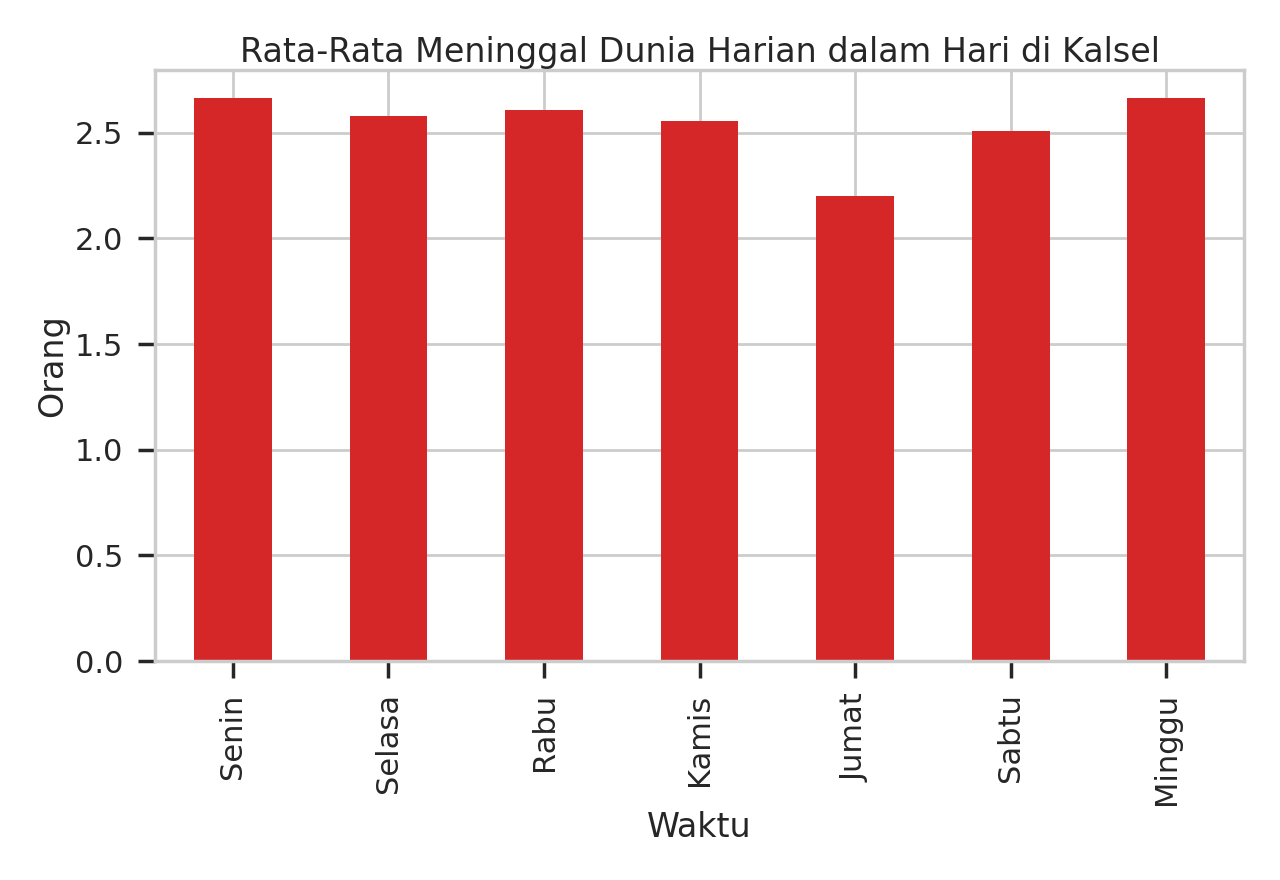 Rata-Rata Meninggal Dunia Harian dalam Hari di Kalsel
Orang
2.5
2.0
1.5
1.0
0.5
0.0
Senin
Selasa
Rabu
Kamis
Jumat
Sabtu
Minggu
Waktu